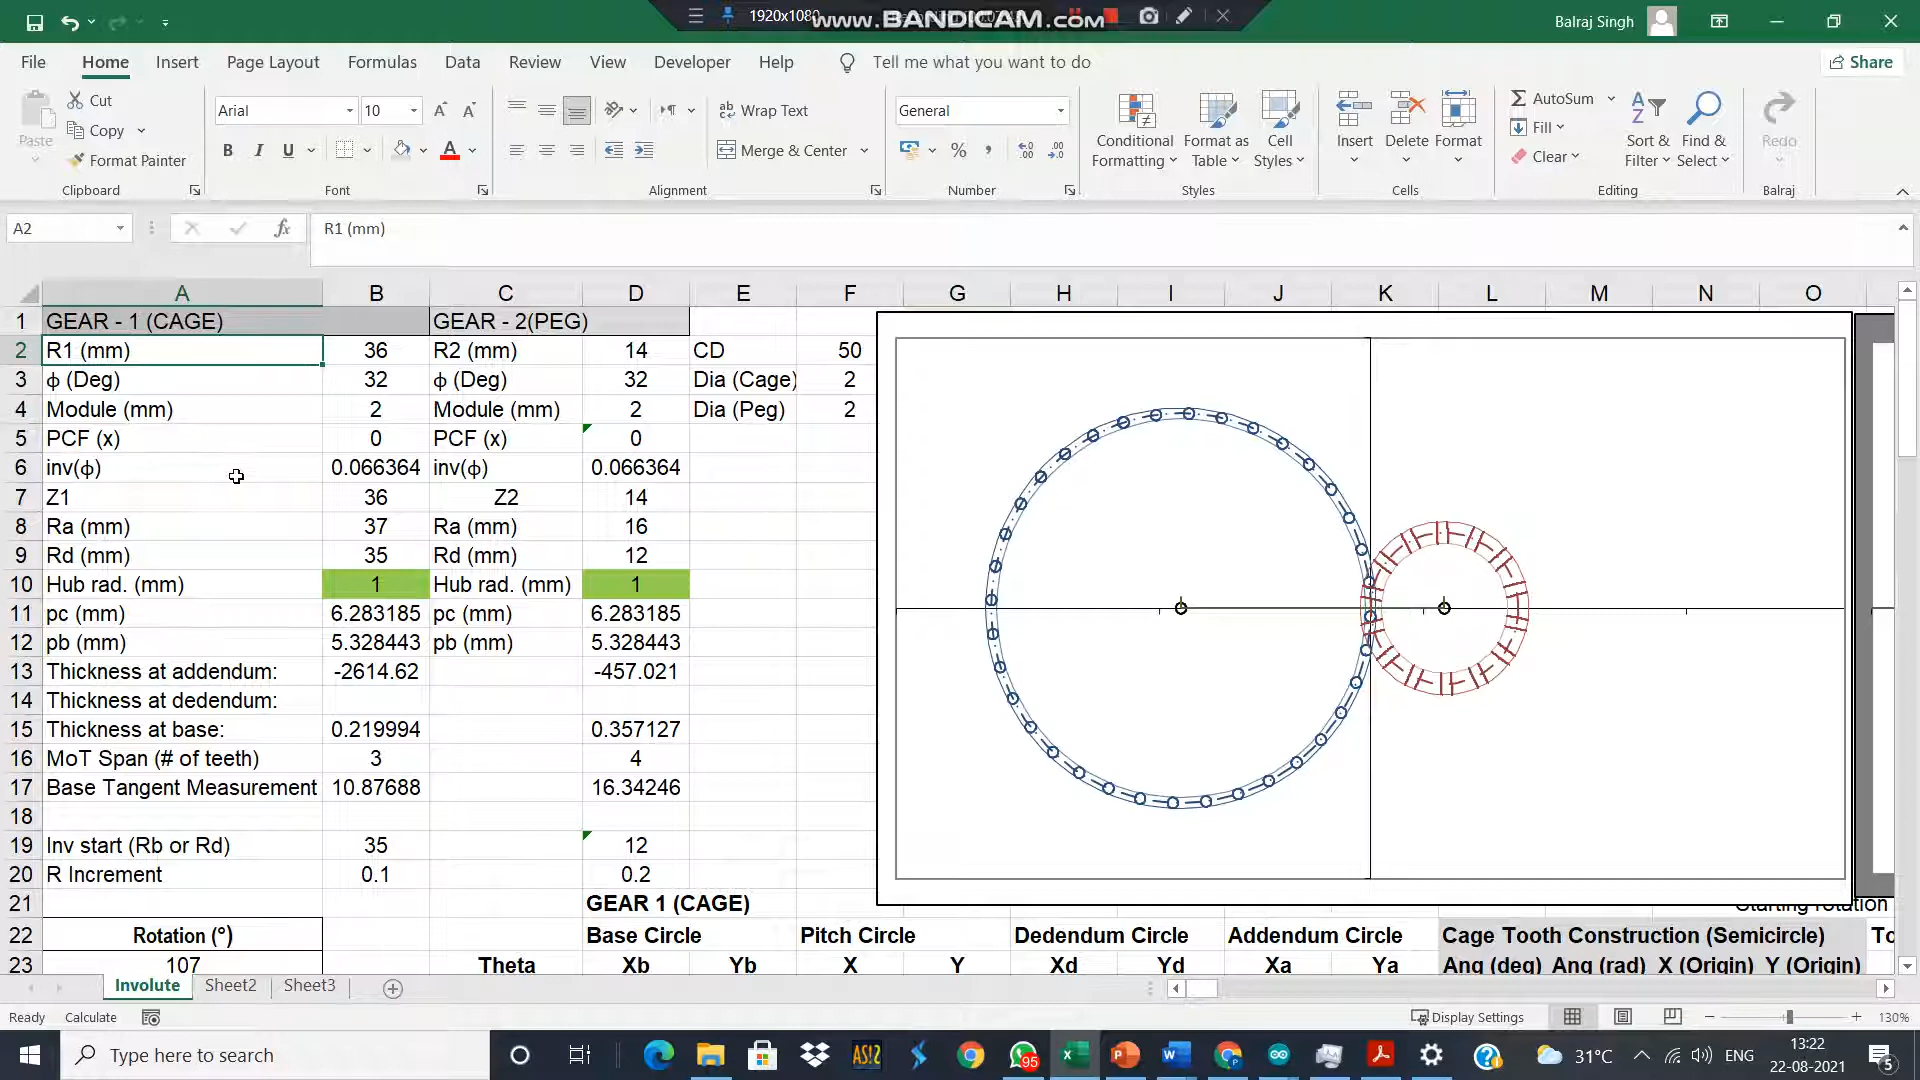 1920x1080
www.BANDICAM.com
Balraj Singh
File Home Insert Page Layout Formulas Data Review View Developer Help Tell me what you want to do Share
Paste
Cut
Copy
Format Painter
Clipboard
Arial 10
B I U
Font
Wrap Text
Merge & Center
Alignment
General
Number
Conditional Formatting
Format as Table
Cell Styles
Styles
Insert Delete Format
Cells
AutoSum
Fill
Clear
Sort & Filter
Find & Select
Editing
Redo
Balraj
A2 fx R1 (mm)
A B C D E F G H I J K L M N O
1 GEAR - 1 (CAGE) GEAR - 2(PEG)
2 R1 (mm) 36 R2 (mm) 14 CD 50
3 ϕ (Deg) 32 ϕ (Deg) 32 Dia (Cage) 2
4 Module (mm) 2 Module (mm) 2 Dia (Peg) 2
5 PCF (x) 0 PCF (x) 0
6 inv(ϕ) 0.066364 inv(ϕ) 0.066364
7 Z1 36 Z2 14
8 Ra (mm) 37 Ra (mm) 16
9 Rd (mm) 35 Rd (mm) 12
10 Hub rad. (mm) 1 Hub rad. (mm) 1
11 pc (mm) 6.283185 pc (mm) 6.283185
12 pb (mm) 5.328443 pb (mm) 5.328443
13 Thickness at addendum: -2614.62 -457.021
14 Thickness at dedendum:
15 Thickness at base: 0.219994 0.357127
16 MoT Span (# of teeth) 3 4
17 Base Tangent Measurement 10.87688 16.34246
18
19 Inv start (Rb or Rd) 35 12
20 R Increment 0.1 0.2
21 GEAR 1 (CAGE) Starting rotation
22 Rotation (°) Base Circle Pitch Circle Dedendum Circle Addendum Circle Cage Tooth Construction (Semicircle)
23 107 Theta Xb Yb X Y Xd Yd Xa Ya Ang (deg) Ang (rad) X (Origin) Y (Origin)
Involute Sheet2 Sheet3
Ready Calculate Display Settings 130%
Type here to search
95
31°C ENG
13:22
22-08-2021
5